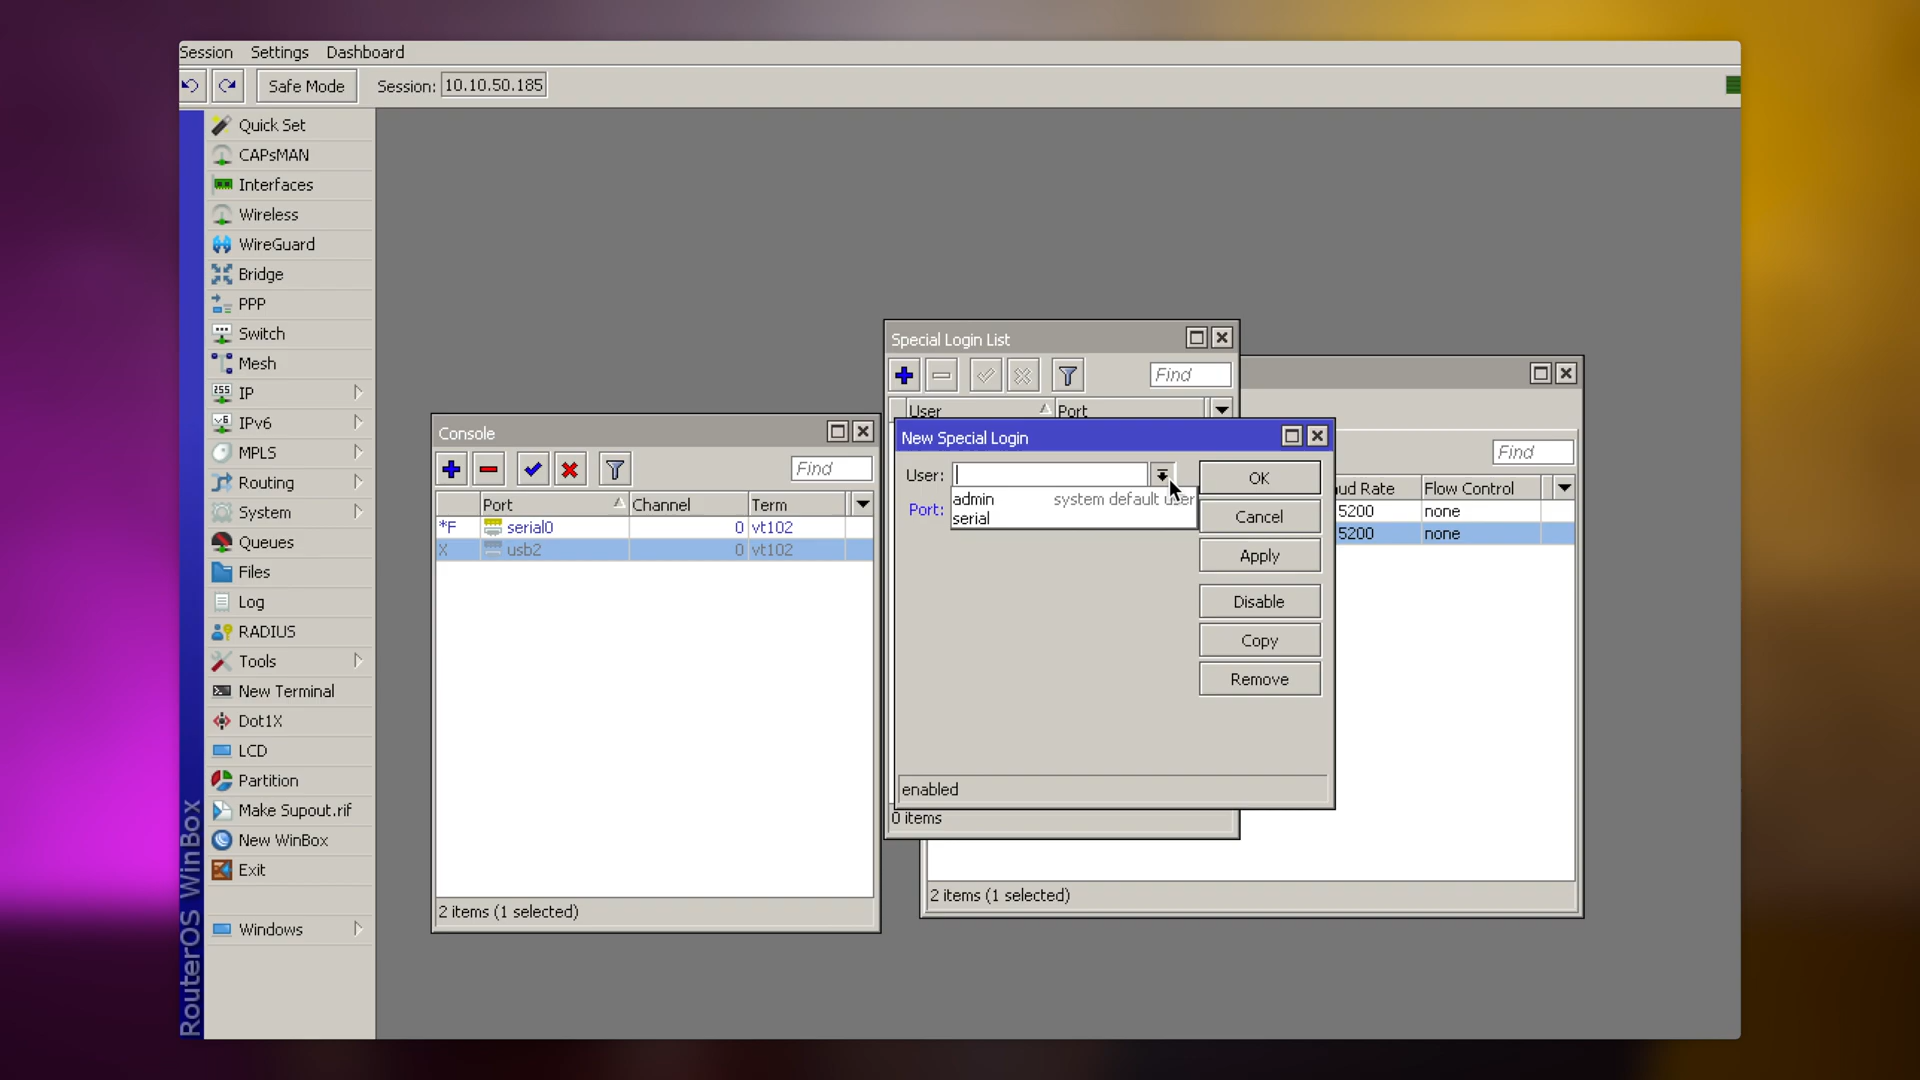 Session Settings Dashboard
Safe Mode Session: 10.10.50.185
Quick Set
CAPsMAN
Interfaces
Wireless
WireGuard
Bridge
PPP
Switch
Mesh
IP
IPv6
MPLS
Routing
System
Queues
Files
Log
RADIUS
Tools
New Terminal
Dot1X
LCD
Partition
Make Supout.rif
New WinBox
Exit
Windows
RouterOS WinBox
Console
Find
Port Channel Term
*F serial0 0 vt102
X usb2 0 vt102
2 items (1 selected)
Special Login List
Find
User Port
0 items
New Special Login
User:
admin system default user
serial
Port:
OK
Cancel
Apply
Disable
Copy
Remove
enabled
Find
ud Rate Flow Control
5200 none
5200 none
2 items (1 selected)